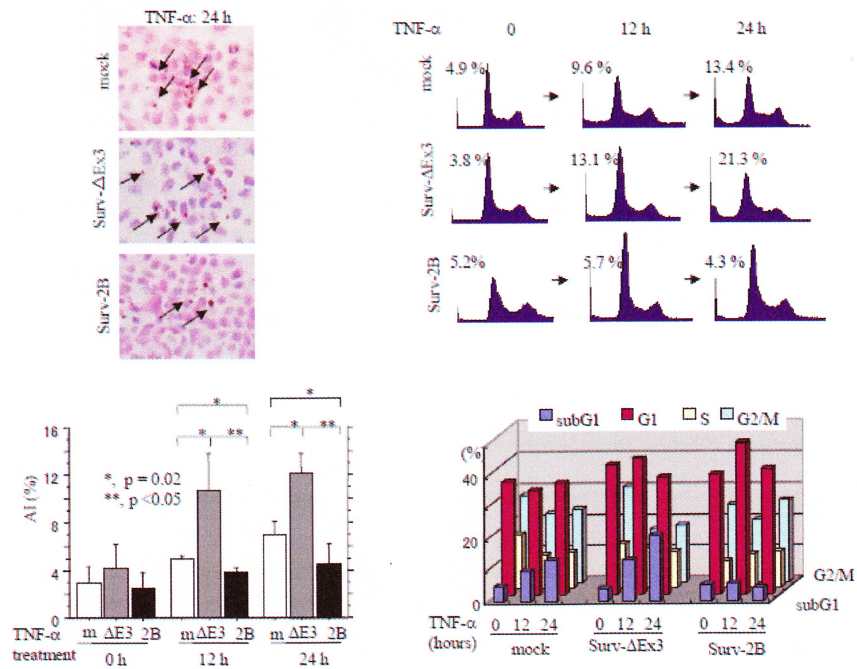 TNF-α: 24 h
mock
Surv-ΔEx3
Surv-2B
TNF-α 0 12 h 24 h
mock
4.9 % 9.6 % 13.4 %
Surv-ΔEx3
3.8 % 13.1 % 21.3 %
Surv-2B
5.2% 5.7 % 4.3 %
16
12
8
4
0
AI (%)
*
*
* ** * **
*, p = 0.02
**, p <0.05
TNF-α
treatment
m ΔE3 2B m ΔE3 2B m ΔE3 2B
0 h 12 h 24 h
subG1 G1 S G2/M
(%)
40
20
0
G2/M
subG1
TNF-α
(hours)
0 12 24 0 12 24 0 12 24
mock Surv-ΔEx3 Surv-2B